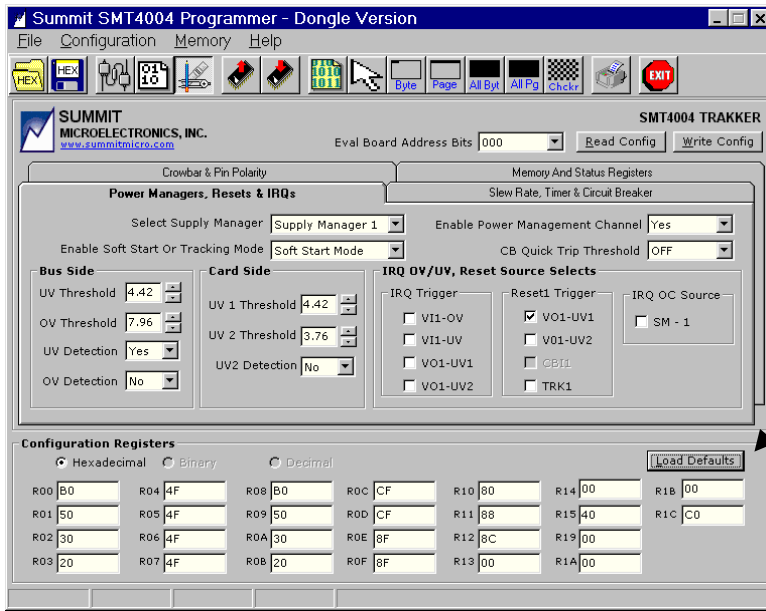 Summit SMT4004 Programmer - Dongle Version
File Configuration Memory Help
HEX HEX 01 10 1010 1011 Byte Page All Byt All Pg Chckr EXIT
SUMMIT
MICROELECTRONICS, INC.
www.summitmicro.com
SMT4004 TRAKKER
Eval Board Address Bits 000 Read Config Write Config
Crowbar & Pin Polarity Memory And Status Registers
Power Managers, Resets & IRQs Slew Rate, Timer & Circuit Breaker
Select Supply Manager Supply Manager 1 Enable Power Management Channel Yes
Enable Soft Start Or Tracking Mode Soft Start Mode CB Quick Trip Threshold OFF
Bus Side Card Side IRQ OV/UV, Reset Source Selects
UV Threshold 4.42 UV 1 Threshold 4.42 IRQ Trigger Reset1 Trigger IRQ OC Source
OV Threshold 7.96 UV 2 Threshold 3.76 VI1-OV VO1-UV1 SM - 1
UV Detection Yes UV2 Detection No VI1-UV V01-UV2
OV Detection No VO1-UV1 CBI1
VO1-UV2 TRK1
Configuration Registers
Hexadecimal Binary Decimal Load Defaults
R00 B0 R04 4F R08 B0 R0C CF R10 80 R14 00 R1B 00
R01 50 R05 4F R09 50 R0D CF R11 88 R15 40 R1C C0
R02 30 R06 4F R0A 30 R0E 8F R12 8C R19 00
R03 20 R07 4F R0B 20 R0F 8F R13 00 R1A 00